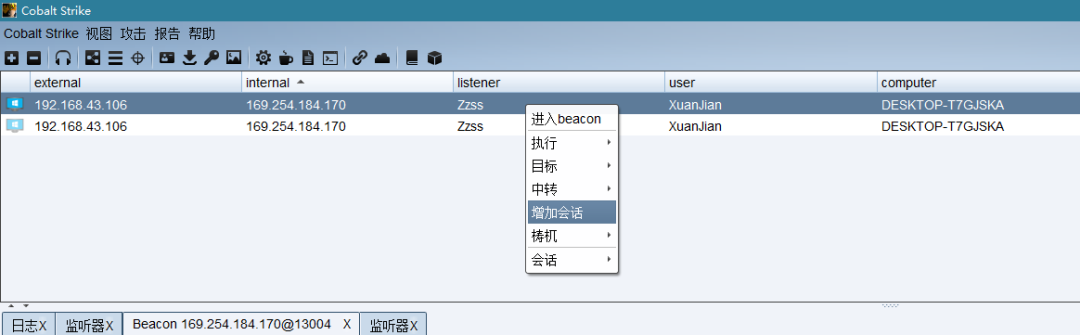 Cobalt Strike
Cobalt Strike 视图 攻击 报告 帮助
external internal listener user computer
192.168.43.106 169.254.184.170 Zzss XuanJian DESKTOP-T7GJSKA
192.168.43.106 169.254.184.170 Zzss XuanJian DESKTOP-T7GJSKA
进入beacon
执行
目标
中转
增加会话
梼杌
会话
日志X 监听器X Beacon 169.254.184.170@13004 X 监听器X